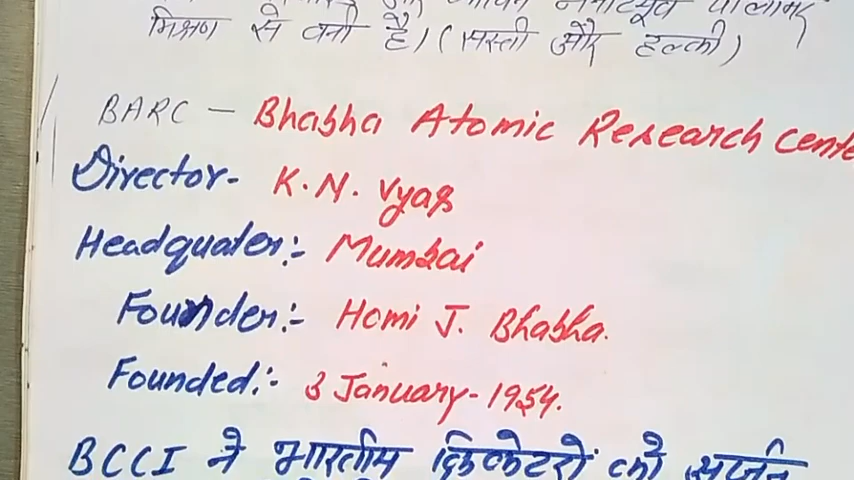 और
मिश्रण से बनी है। (सस्ती और हल्की)
BARC - Bhabha Atomic Research Cente
Director- K.N. Vyas
Headquater:- Mumbai
Founder:- Homi J. Bhabha.
Founded:- 3 January-1954.
BCCI ने भारतीय क्रिकेटरों को